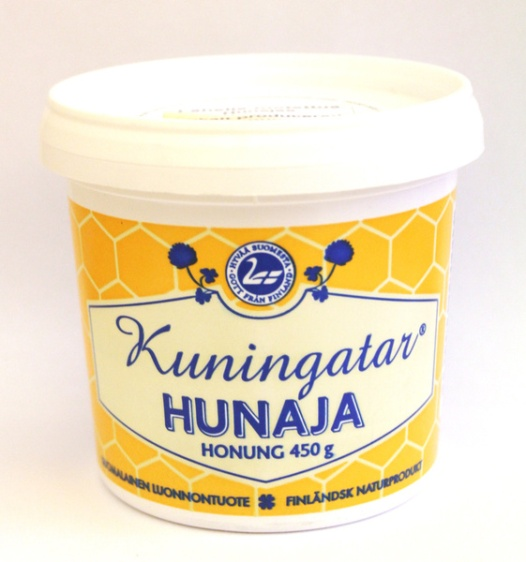 HYVÄÄ SUOMESTA
GOTT FRÅN FINLAND
Kuningatar®
HUNAJA
HONUNG 450 g
SUOMALAINEN LUONNONTUOTE FINLÄNDSK NATURPRODUKT